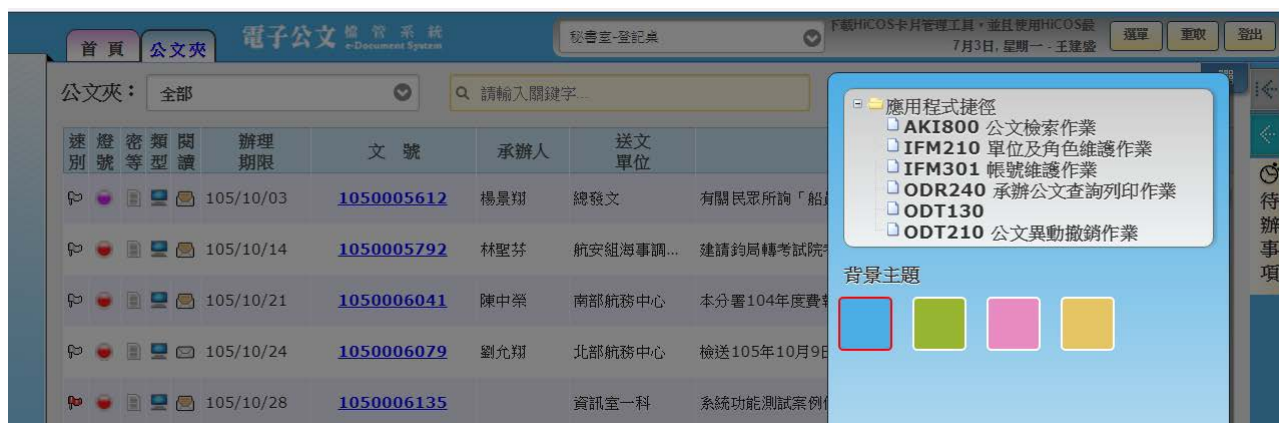 首頁 公文夾 電子公文檔管系統 e-Document System
秘書室-登記桌
下載HiCOS卡片管理工具，並且使用HiCOS最
7月3日, 星期一 - 王建盛
選單 重取 登出
公文夾： 全部 請輸入關鍵字...
速別 燈號 密等 類型 閱讀 辦理期限 文號 承辦人 送文單位
105/10/03 1050005612 楊景翔 總發文 有關民眾所詢「船
105/10/14 1050005792 林聖芬 航安組海事調... 建請鈞局轉考試院
105/10/21 1050006041 陳中榮 南部航務中心 本分署104年度費
105/10/24 1050006079 劉允翔 北部航務中心 檢送105年10月9日
105/10/28 1050006135 資訊室一科 系統功能測試案例
應用程式捷徑
AKI800 公文檢索作業
IFM210 單位及角色維護作業
IFM301 帳號維護作業
ODR240 承辦公文查詢列印作業
ODT130
ODT210 公文異動撤銷作業
背景主題
待辦事項